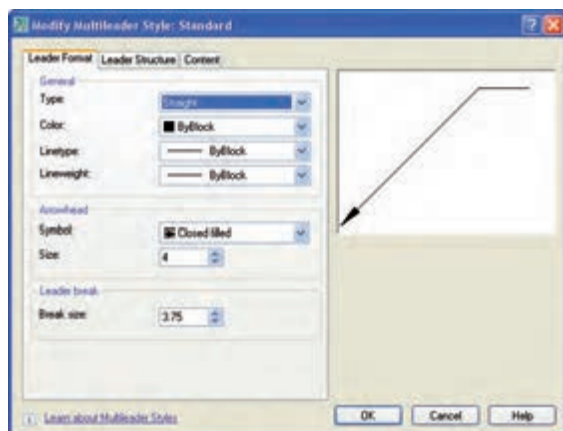 Modify Multileader Style: Standard
Leader Format Leader Structure Content
General
Type: Straight
Color: ByBlock
Linetype: ByBlock
Lineweight: ByBlock
Arrowhead
Symbol: Closed filled
Size: 4
Leader break
Break size: 3.75
Learn about Multileader Styles
OK Cancel Help